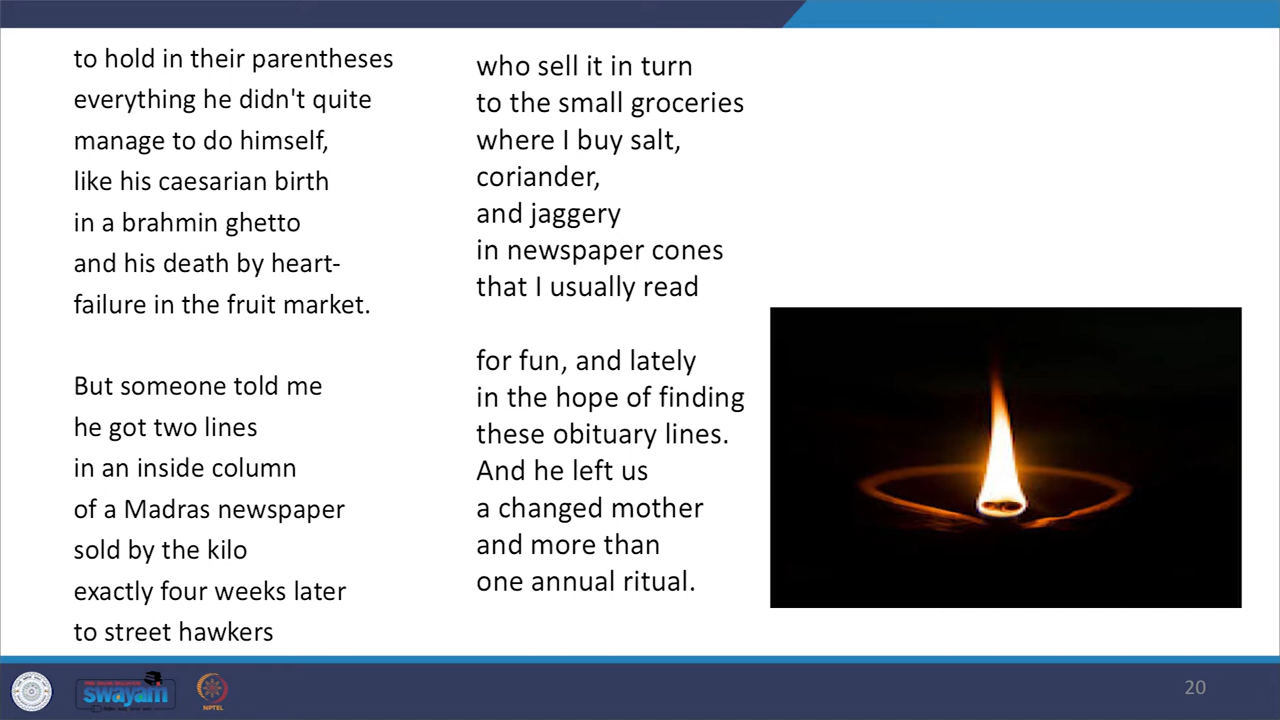 to hold in their parentheses
everything he didn't quite
manage to do himself,
like his caesarian birth
in a brahmin ghetto
and his death by heart-
failure in the fruit market.
But someone told me
he got two lines
in an inside column
of a Madras newspaper
sold by the kilo
exactly four weeks later
to street hawkers
who sell it in turn
to the small groceries
where I buy salt,
coriander,
and jaggery
in newspaper cones
that I usually read
for fun, and lately
in the hope of finding
these obituary lines.
And he left us
a changed mother
and more than
one annual ritual.
swayam
NPTEL
20